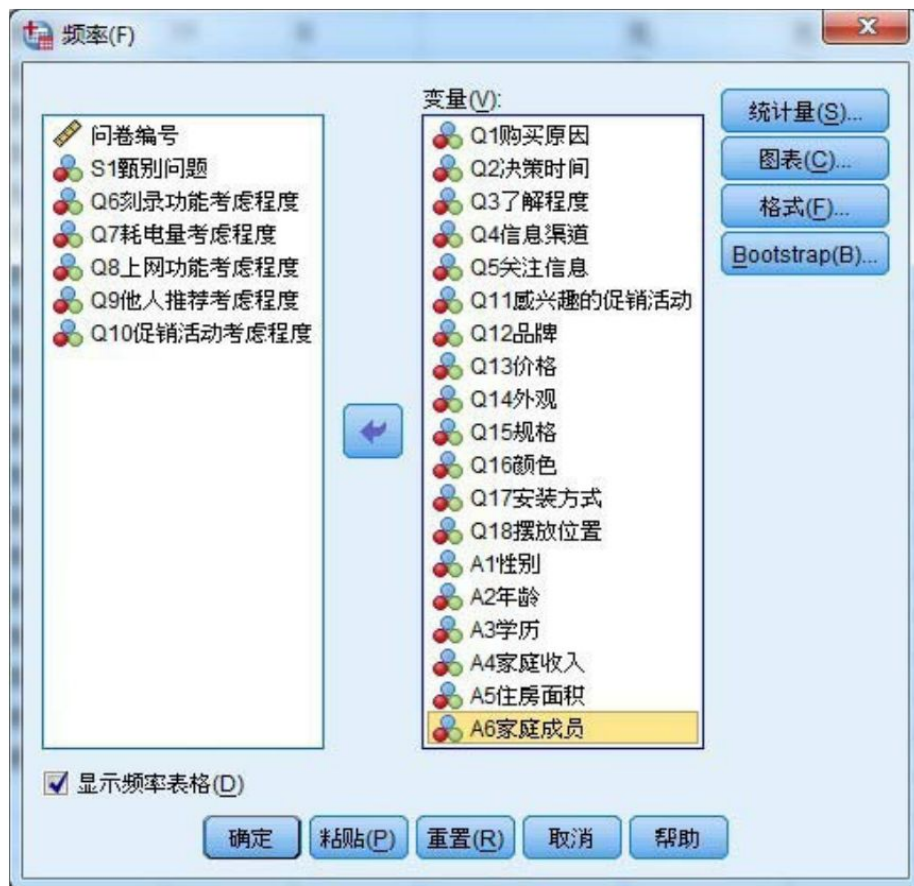 频率(F)
问卷编号
S1甄别问题
Q6刻录功能考虑程度
Q7耗电量考虑程度
Q8上网功能考虑程度
Q9他人推荐考虑程度
Q10促销活动考虑程度
变量(V):
Q1购买原因
Q2决策时间
Q3了解程度
Q4信息渠道
Q5关注信息
Q11感兴趣的促销活动
Q12品牌
Q13价格
Q14外观
Q15规格
Q16颜色
Q17安装方式
Q18摆放位置
A1性别
A2年龄
A3学历
A4家庭收入
A5住房面积
A6家庭成员
统计量(S)...
图表(C)...
格式(F)...
Bootstrap(B)...
显示频率表格(D)
确定 粘贴(P) 重置(R) 取消 帮助